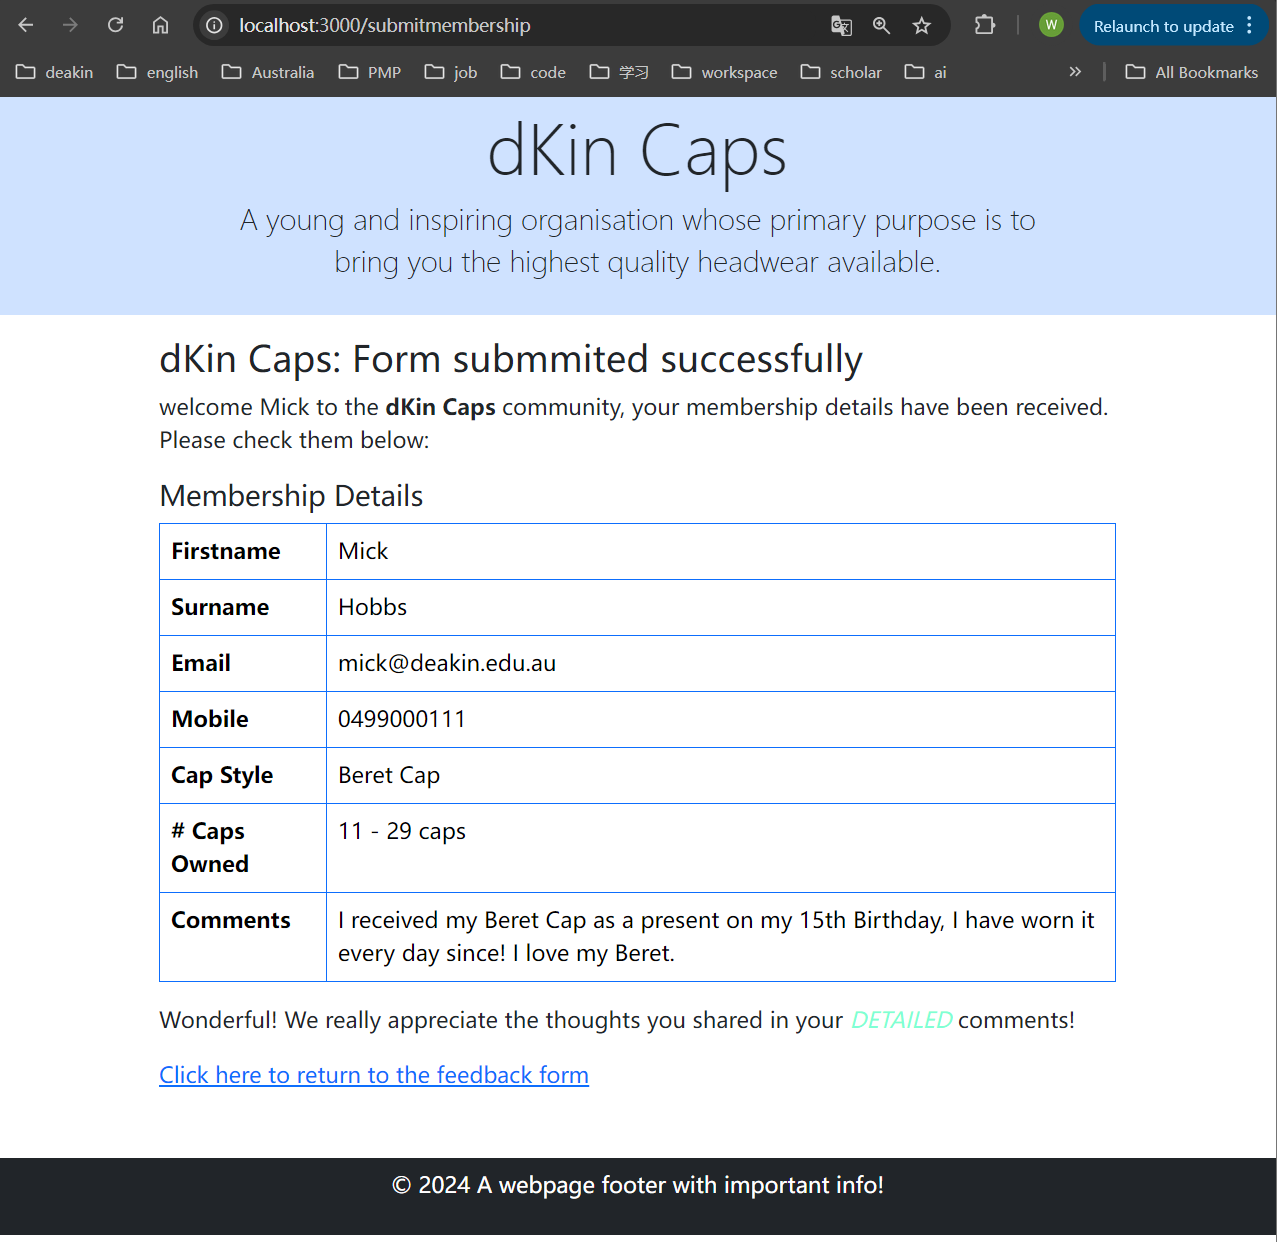 localhost:3000/submitmembership
W
Relaunch to update
deakin english Australia PMP job code 学习 workspace scholar ai » All Bookmarks
dKin Caps
A young and inspiring organisation whose primary purpose is to
bring you the highest quality headwear available.
dKin Caps: Form submmited successfully
welcome Mick to the dKin Caps community, your membership details have been received.
Please check them below:
Membership Details
Firstname Mick
Surname Hobbs
Email mick@deakin.edu.au
Mobile 0499000111
Cap Style Beret Cap
# Caps 11 - 29 caps
Owned
Comments I received my Beret Cap as a present on my 15th Birthday, I have worn it
every day since! I love my Beret.
Wonderful! We really appreciate the thoughts you shared in your DETAILED comments!
Click here to return to the feedback form
© 2024 A webpage footer with important info!